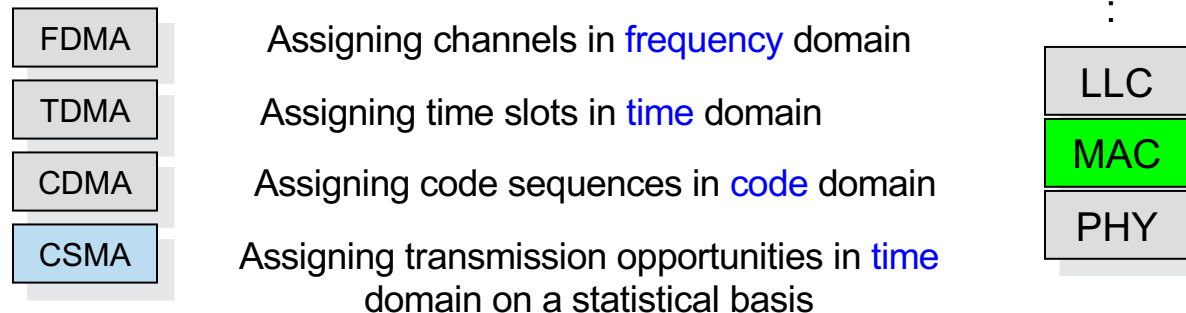 FDMA
Assigning channels in frequency domain
TDMA
Assigning time slots in time domain
CDMA
Assigning code sequences in code domain
CSMA
Assigning transmission opportunities in time
domain on a statistical basis
:
LLC
MAC
PHY